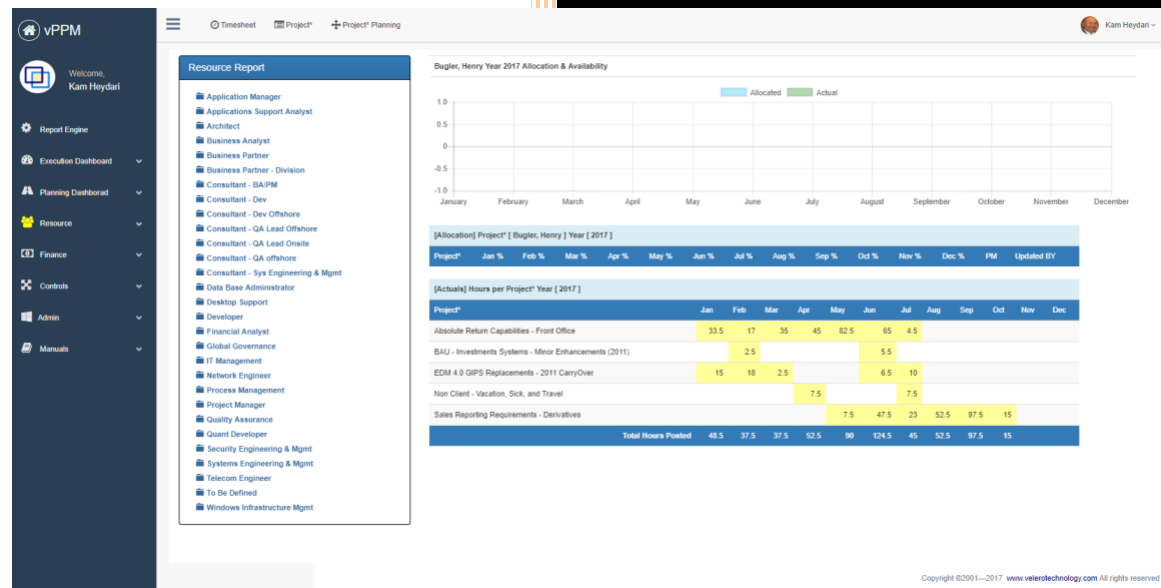 vPPM
Timesheet Project* Project* Planning
Kam Heydari
Welcome,
Kam Heydari
Report Engine
Execution Dashboard
Planning Dashborad
Resource
Finance
Controls
Admin
Manuals
Resource Report
Application Manager
Applications Support Analyst
Architect
Business Analyst
Business Partner
Business Partner - Division
Consultant - BA/PM
Consultant - Dev
Consultant - Dev Offshore
Consultant - QA Lead Offshore
Consultant - QA Lead Onsite
Consultant - QA offshore
Consultant - Sys Engineering & Mgmt
Data Base Administrator
Desktop Support
Developer
Financial Analyst
Global Governance
IT Management
Network Engineer
Process Management
Project Manager
Quality Assurance
Quant Developer
Security Engineering & Mgmt
Systems Engineering & Mgmt
Telecom Engineer
To Be Defined
Windows Infrastructure Mgmt
Bugler, Henry Year 2017 Allocation & Availability
Allocated Actual
1.0
0.5
0
-0.5
-1.0
January February March April May June July August September October November December
[Allocation] Project* [ Bugler, Henry ] Year [ 2017 ]
Project* Jan % Feb % Mar % Apr % May % Jun % Jul % Aug % Sep % Oct % Nov % Dec % PM Updated BY
[Actuals] Hours per Project* Year [ 2017 ]
Project* Jan Feb Mar Apr May Jun Jul Aug Sep Oct Nov Dec
Absolute Return Capabilities - Front Office 33.5 17 35 45 82.5 65 4.5
BAU - Investments Systems - Minor Enhancements (2011) 2.5 5.5
EDM 4.0 GIPS Replacements - 2011 CarryOver 15 18 2.5 6.5 10
Non Client - Vacation, Sick, and Travel 7.5 7.5
Sales Reporting Requirements - Derivatives 7.5 47.5 23 52.5 97.5 15
Total Hours Posted 48.5 37.5 37.5 52.5 90 124.5 45 52.5 97.5 15
Copyright ©2001—2017 www.velerotechnology.com All rights reserved